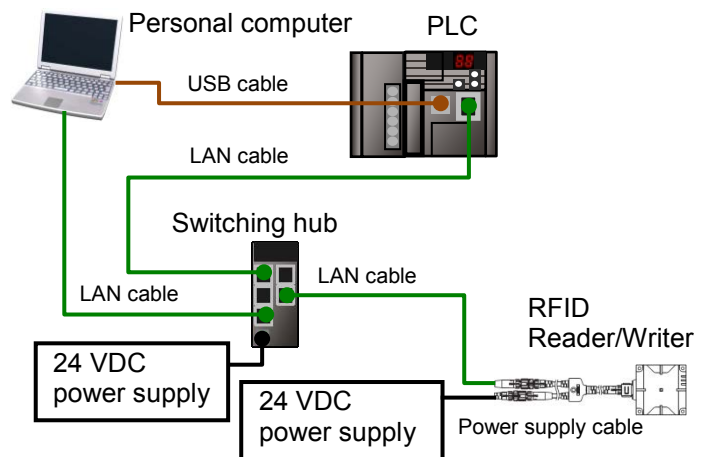 Personal computer
PLC
88
USB cable
LAN cable
Switching hub
LAN cable
LAN cable
RFID
Reader/Writer
24 VDC
power supply
24 VDC
power supply
Power supply cable